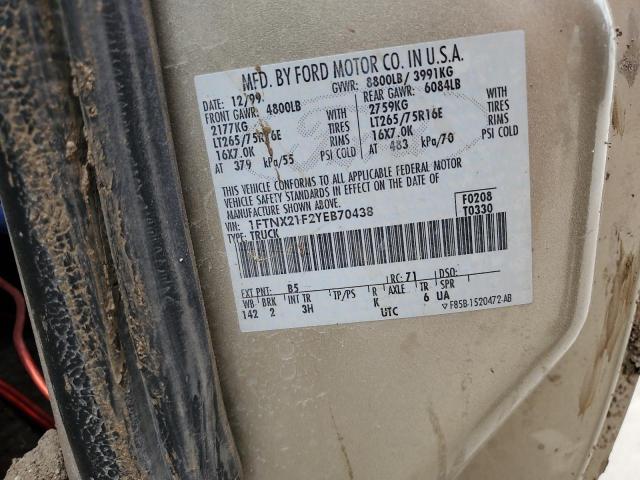 MFD. BY FORD MOTOR CO. IN U.S.A.
DATE: 12/99 GVWR: 8800LB/ 3991KG
FRONT GAWR: 4800LB REAR GAWR: 6084LB
2177KG WITH 2759KG WITH
LT265/75R16E TIRES LT265/75R16E TIRES
16X7.0K RIMS 16X7.0K RIMS
AT 379 kPa/55 PSI COLD AT 483 kPa/70 PSI COLD
THIS VEHICLE CONFORMS TO ALL APPLICABLE FEDERAL MOTOR
VEHICLE SAFETY STANDARDS IN EFFECT ON THE DATE OF
MANUFACTURE SHOWN ABOVE.
VIN: 1FTNX21F2YEB70438 F0208
TYPE: TRUCK T0330
EXT PNT: B5 RC: 71 DSO:
WB BRK INT TR TP/PS R AXLE TR SPR
142 2 3H K 6 UA
UTC ▽ F85B-1520472-AB